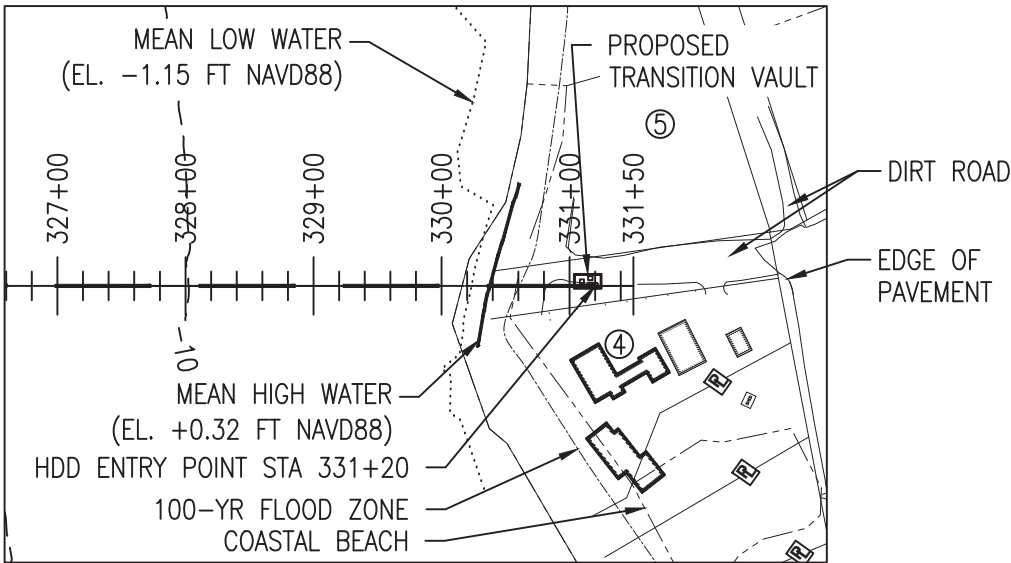 MEAN LOW WATER
(EL. -1.15 FT NAVD88)
PROPOSED
TRANSITION VAULT
5
DIRT ROAD
327+00
328+00
329+00
330+00
331+00
331+50
EDGE OF
PAVEMENT
4
-10
MEAN HIGH WATER
(EL. +0.32 FT NAVD88)
HDD ENTRY POINT STA 331+20
100-YR FLOOD ZONE
COASTAL BEACH